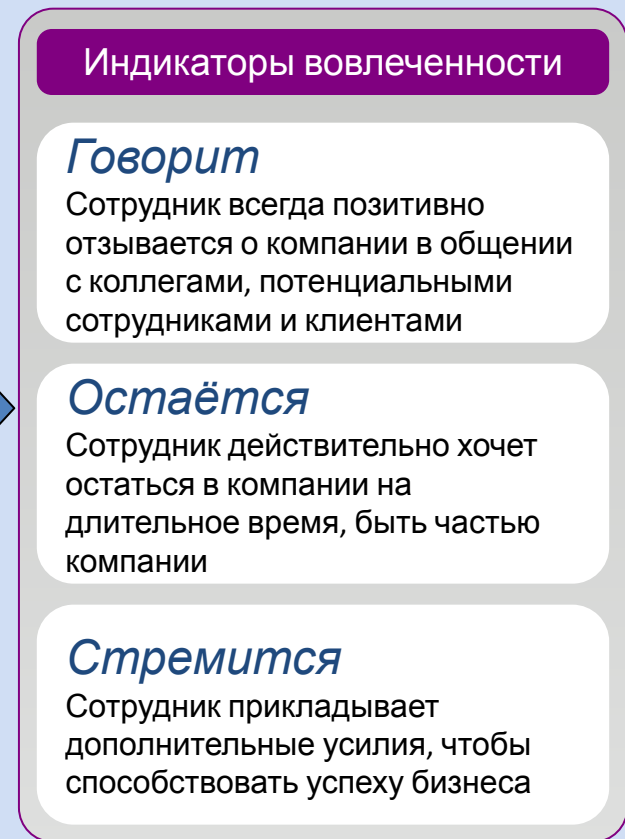 Индикаторы вовлеченности
Говорит
Сотрудник всегда позитивно
отзывается о компании в общении
с коллегами, потенциальными
сотрудниками и клиентами
Остаётся
Сотрудник действительно хочет
остаться в компании на
длительное время, быть частью
компании
Стремится
Сотрудник прикладывает
дополнительные усилия, чтобы
способствовать успеху бизнеса